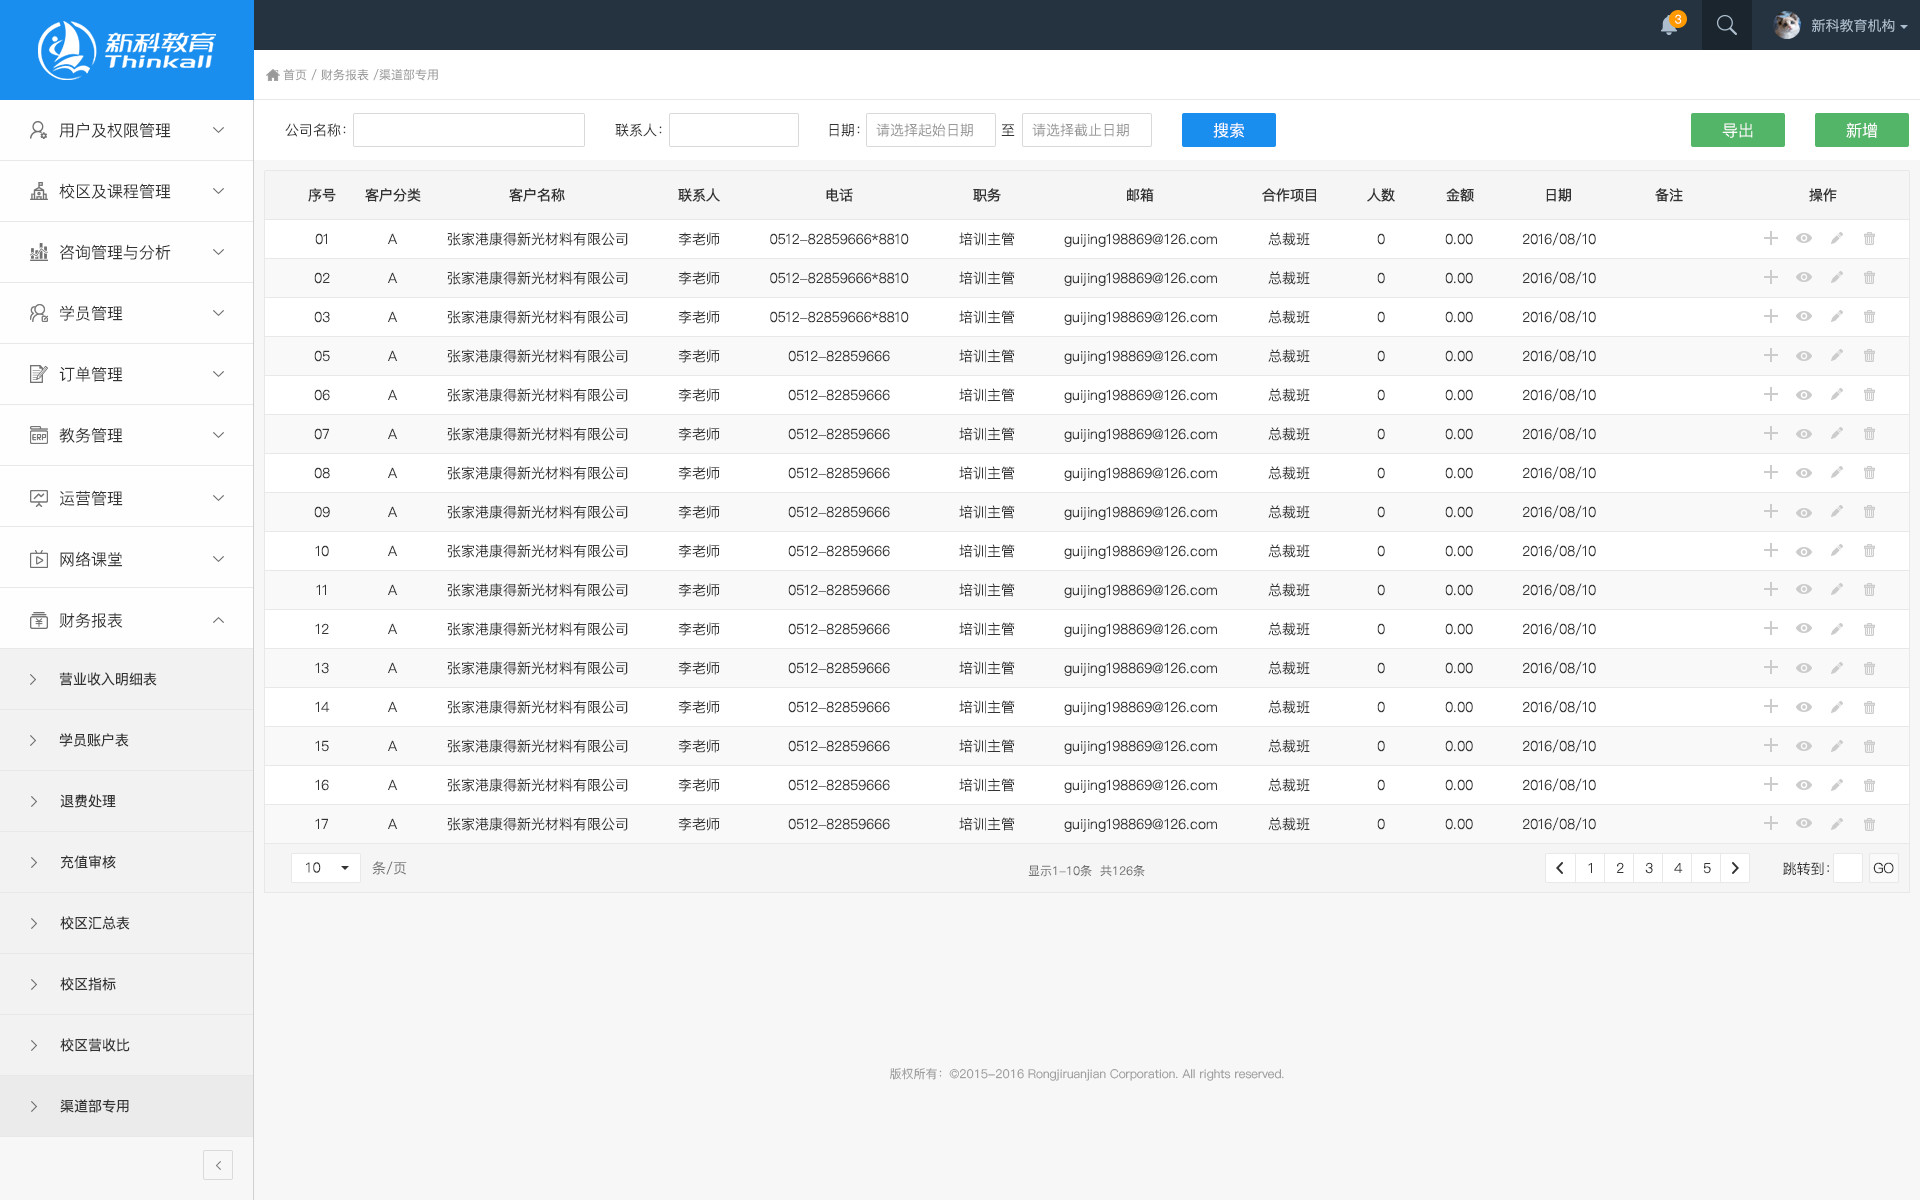 新科教育
Thinkall
3
新科教育机构
首页 / 财务报表 /渠道部专用
用户及权限管理
校区及课程管理
咨询管理与分析
学员管理
订单管理
ERP 教务管理
运营管理
网络课堂
财务报表
营业收入明细表
学员账户表
退费处理
充值审核
校区汇总表
校区指标
校区营收比
渠道部专用
公司名称: 联系人: 日期: 请选择起始日期 至 请选择截止日期 搜索 导出 新增
序号 客户分类 客户名称 联系人 电话 职务 邮箱 合作项目 人数 金额 日期 备注 操作
01 A 张家港康得新光材料有限公司 李老师 0512-82859666*8810 培训主管 guijing198869@126.com 总裁班 0 0.00 2016/08/10
02 A 张家港康得新光材料有限公司 李老师 0512-82859666*8810 培训主管 guijing198869@126.com 总裁班 0 0.00 2016/08/10
03 A 张家港康得新光材料有限公司 李老师 0512-82859666*8810 培训主管 guijing198869@126.com 总裁班 0 0.00 2016/08/10
05 A 张家港康得新光材料有限公司 李老师 0512-82859666 培训主管 guijing198869@126.com 总裁班 0 0.00 2016/08/10
06 A 张家港康得新光材料有限公司 李老师 0512-82859666 培训主管 guijing198869@126.com 总裁班 0 0.00 2016/08/10
07 A 张家港康得新光材料有限公司 李老师 0512-82859666 培训主管 guijing198869@126.com 总裁班 0 0.00 2016/08/10
08 A 张家港康得新光材料有限公司 李老师 0512-82859666 培训主管 guijing198869@126.com 总裁班 0 0.00 2016/08/10
09 A 张家港康得新光材料有限公司 李老师 0512-82859666 培训主管 guijing198869@126.com 总裁班 0 0.00 2016/08/10
10 A 张家港康得新光材料有限公司 李老师 0512-82859666 培训主管 guijing198869@126.com 总裁班 0 0.00 2016/08/10
11 A 张家港康得新光材料有限公司 李老师 0512-82859666 培训主管 guijing198869@126.com 总裁班 0 0.00 2016/08/10
12 A 张家港康得新光材料有限公司 李老师 0512-82859666 培训主管 guijing198869@126.com 总裁班 0 0.00 2016/08/10
13 A 张家港康得新光材料有限公司 李老师 0512-82859666 培训主管 guijing198869@126.com 总裁班 0 0.00 2016/08/10
14 A 张家港康得新光材料有限公司 李老师 0512-82859666 培训主管 guijing198869@126.com 总裁班 0 0.00 2016/08/10
15 A 张家港康得新光材料有限公司 李老师 0512-82859666 培训主管 guijing198869@126.com 总裁班 0 0.00 2016/08/10
16 A 张家港康得新光材料有限公司 李老师 0512-82859666 培训主管 guijing198869@126.com 总裁班 0 0.00 2016/08/10
17 A 张家港康得新光材料有限公司 李老师 0512-82859666 培训主管 guijing198869@126.com 总裁班 0 0.00 2016/08/10
10 条/页 显示1-10条 共126条 1 2 3 4 5 跳转到: GO
版权所有: ©2015-2016 Rongjiruanjian Corporation. All rights reserved.